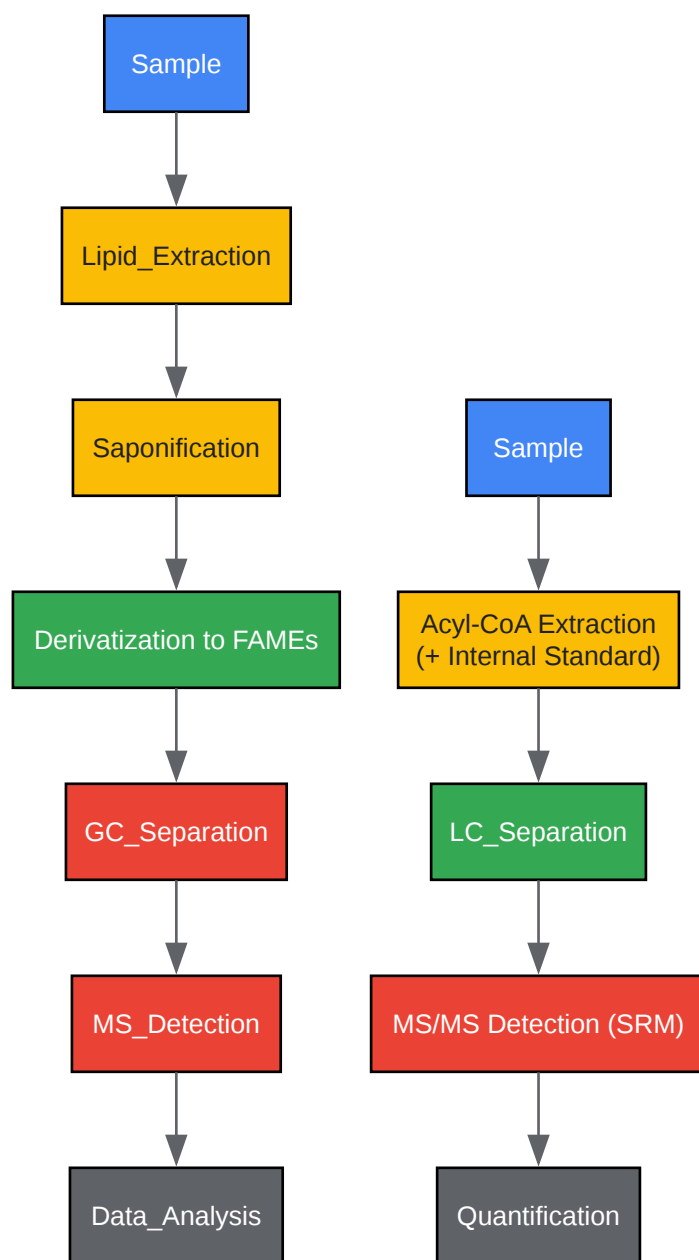 Sample
Lipid_Extraction
Saponification
Derivatization to FAMEs
GC_Separation
MS_Detection
Data_Analysis
Sample
Acyl-CoA Extraction
(+ Internal Standard)
LC_Separation
MS/MS Detection (SRM)
Quantification